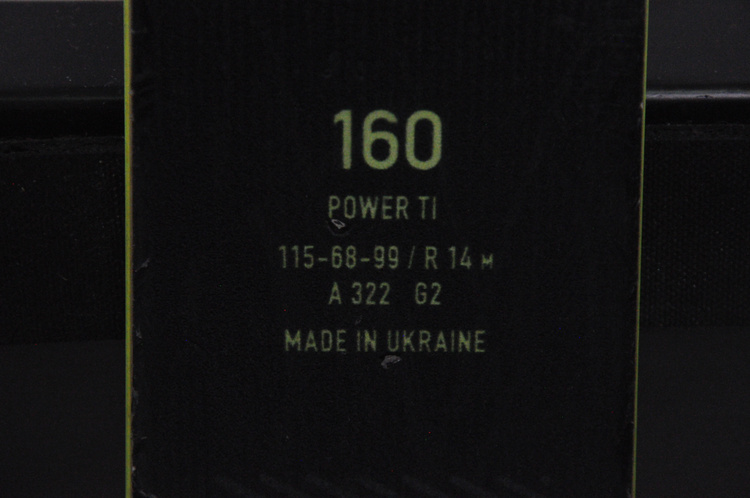 160
POWER TI
115-68-99 / R 14 M
A 322 G2
MADE IN UKRAINE